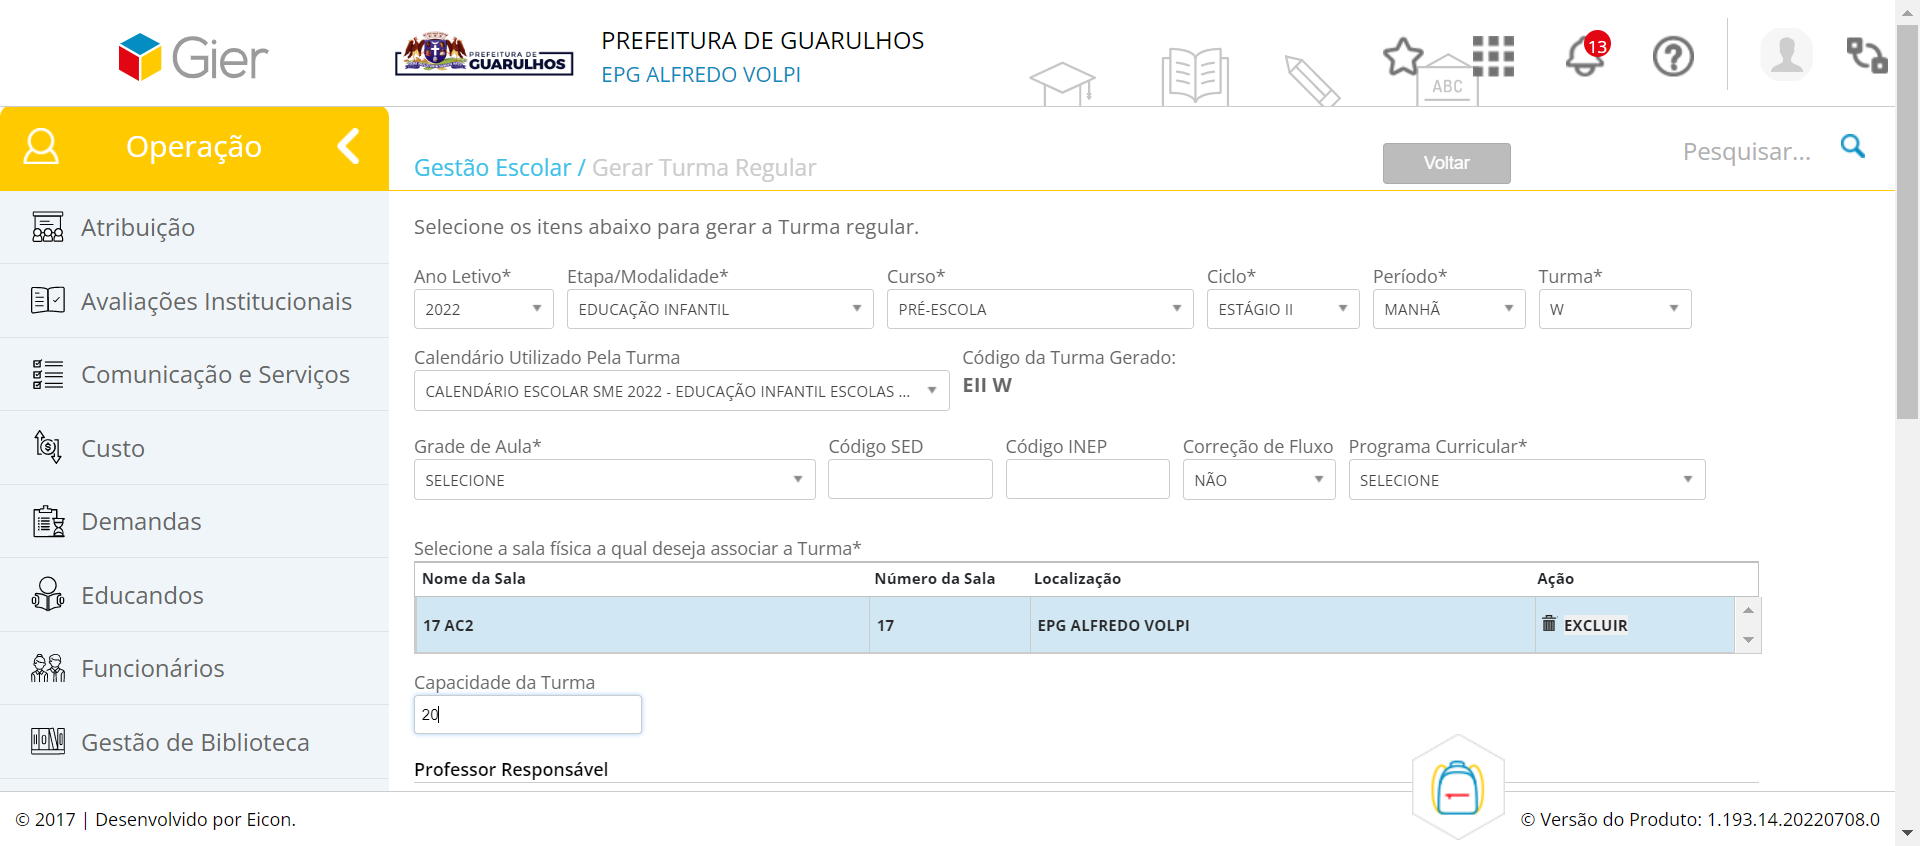 Gier
PREFEITURA DE
GUARULHOS
PREFEITURA DE GUARULHOS
EPG ALFREDO VOLPI
ABC
13
Operação
Gestão Escolar / Gerar Turma Regular
Voltar
Pesquisar...
Atribuição
Avaliações Institucionais
Comunicação e Serviços
Custo
Demandas
Educandos
Funcionários
Gestão de Biblioteca
Selecione os itens abaixo para gerar a Turma regular.
Ano Letivo* Etapa/Modalidade* Curso* Ciclo* Período* Turma*
2022 EDUCAÇÃO INFANTIL PRÉ-ESCOLA ESTÁGIO II MANHÃ W
Calendário Utilizado Pela Turma Código da Turma Gerado:
CALENDÁRIO ESCOLAR SME 2022 - EDUCAÇÃO INFANTIL ESCOLAS ... EII W
Grade de Aula* Código SED Código INEP Correção de Fluxo Programa Curricular*
SELECIONE NÃO SELECIONE
Selecione a sala física a qual deseja associar a Turma*
Nome da Sala Número da Sala Localização Ação
17 AC2 17 EPG ALFREDO VOLPI EXCLUIR
Capacidade da Turma
20
Professor Responsável
© 2017 | Desenvolvido por Eicon. © Versão do Produto: 1.193.14.20220708.0